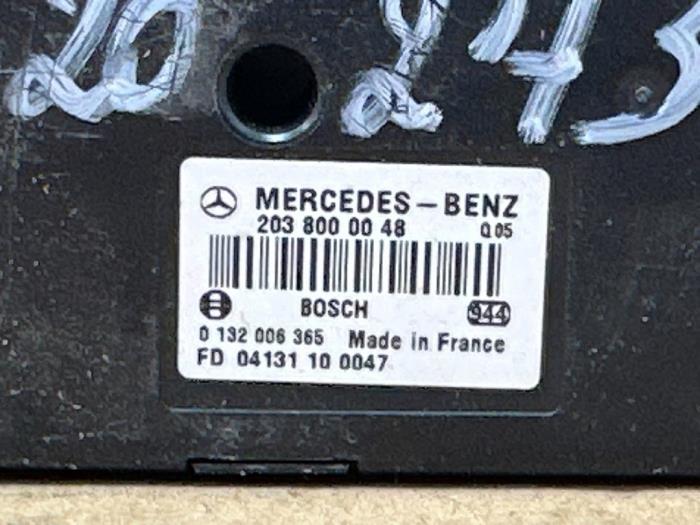 MERCEDES-BENZ
203 800 00 48 Q05
BOSCH 944
0 132 006 365 Made in France
FD 04131 10 0047